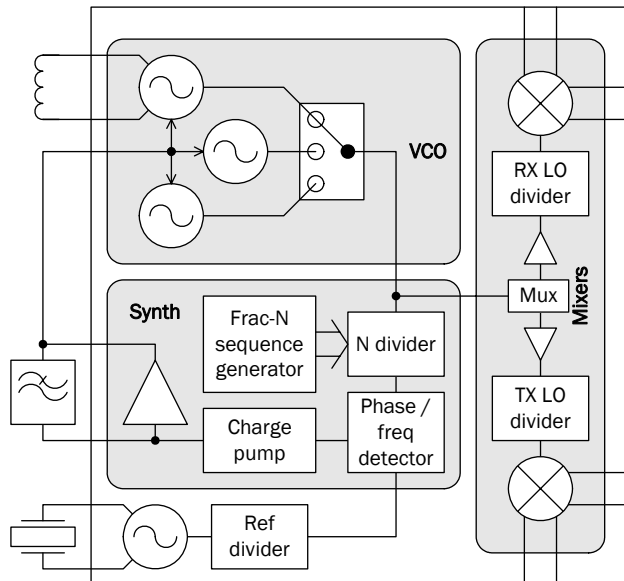 VCO
RX LO
divider
Mux
Mixers
Synth
Frac-N
sequence
generator
N divider
TX LO
divider
Charge
pump
Phase /
freq
detector
Ref
divider